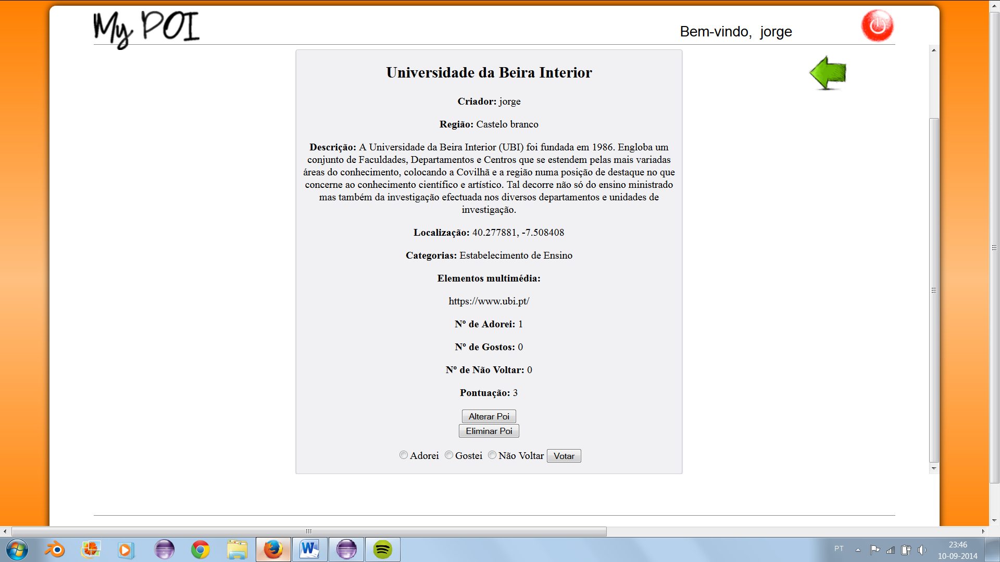 My POI
Bem-vindo, jorge
Universidade da Beira Interior
Criador: jorge
Região: Castelo branco
Descrição: A Universidade da Beira Interior (UBI) foi fundada em 1986. Engloba um
conjunto de Faculdades, Departamentos e Centros que se estendem pelas mais variadas
áreas do conhecimento, colocando a Covilhã e a região numa posição de destaque no que
concerne ao conhecimento científico e artístico. Tal decorre não só do ensino ministrado
mas também da investigação efectuada nos diversos departamentos e unidades de
investigação.
Localização: 40.277881, -7.508408
Categorias: Estabelecimento de Ensino
Elementos multimédia:
https://www.ubi.pt/
Nº de Adorei: 1
Nº de Gostos: 0
Nº de Não Voltar: 0
Pontuação: 3
Alterar Poi
Eliminar Poi
Adorei Gostei Não Voltar Votar
PT
23:46
10-09-2014